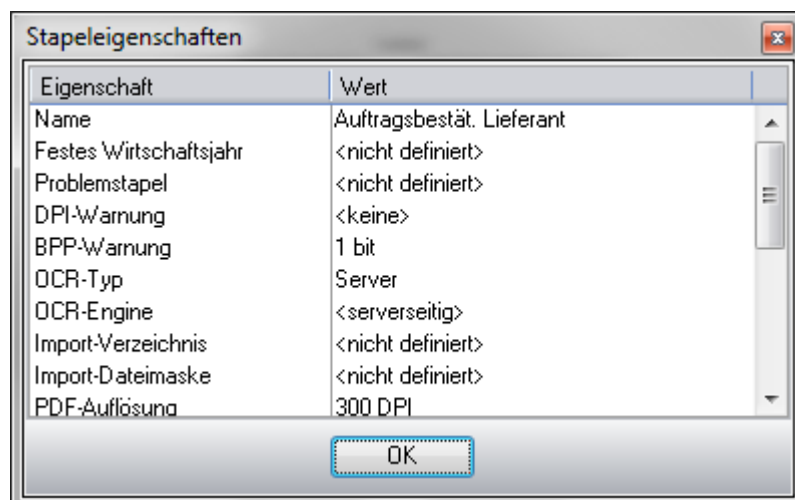 Stapeleigenschaften
Eigenschaft Wert
Name Auftragsbestät. Lieferant
Festes Wirtschaftsjahr <nicht definiert>
Problemstapel <nicht definiert>
DPI-Warnung <keine>
BPP-Warnung 1 bit
OCR-Typ Server
OCR-Engine <serverseitig>
Import-Verzeichnis <nicht definiert>
Import-Dateimaske <nicht definiert>
PDF-Auflösung 300 DPI
OK